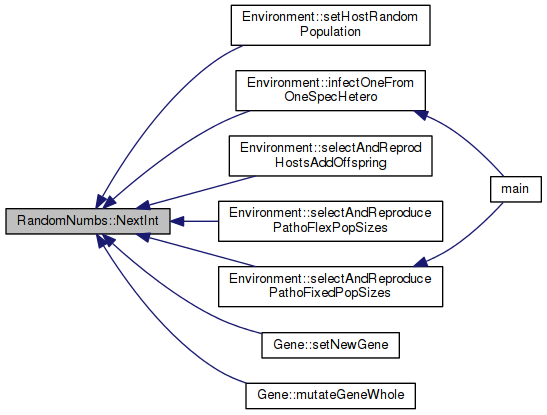 Environment::setHostRandom
Population
Environment::infectOneFrom
OneSpecHetero
Environment::selectAndReprod
HostsAddOffspring
main
RandomNumbs::NextInt
Environment::selectAndReproduce
PathoFlexPopSizes
Environment::selectAndReproduce
PathoFixedPopSizes
Gene::setNewGene
Gene::mutateGeneWhole